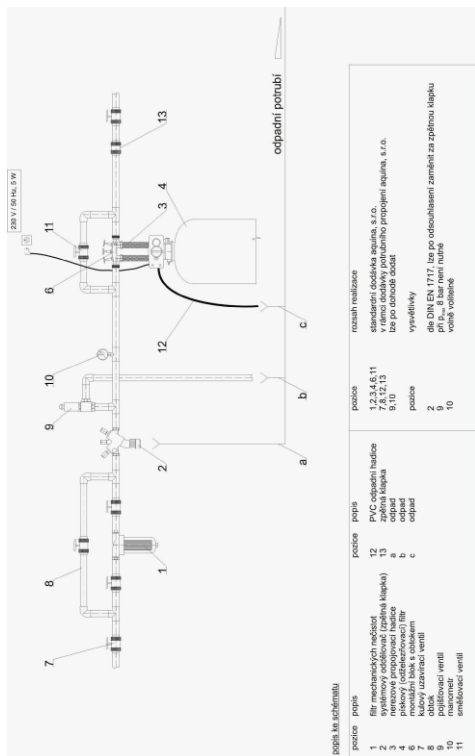 230 V / 50 Hz, 5 W
7
8
1
2
9
10
6
11
3
4
12
13
a
b
c
odpadní potrubí
popis ke schématu
pozice popis
1 filtr mechanických nečistot
2 systémový oddělovač (zpětná klapka)
3 nerezové propojovací hadice
4 pískový (odželezňovací) filtr
6 montážní blok s obtokem
7 kulový uzavírací ventil
8 obtok
9 pojišťovací ventil
10 manometr
11 směšovací ventil
pozice popis
12 PVC odpadní hadice
13 zpětná klapka
a odpad
b odpad
c odpad
pozice rozsah realizace
1,2,3,4,6,11 standardní dodávka aquina, s.r.o.
7,8,12,13 v rámci dodávky potrubního propojení aquina, s.r.o.
9,10 lze po dohodě dodat
pozice vysvětlivky
2 dle DIN EN 1717, lze po odsouhlasení zaměnit za zpětnou klapku
9 při pmax 8 bar není nutné
10 volně volitelné